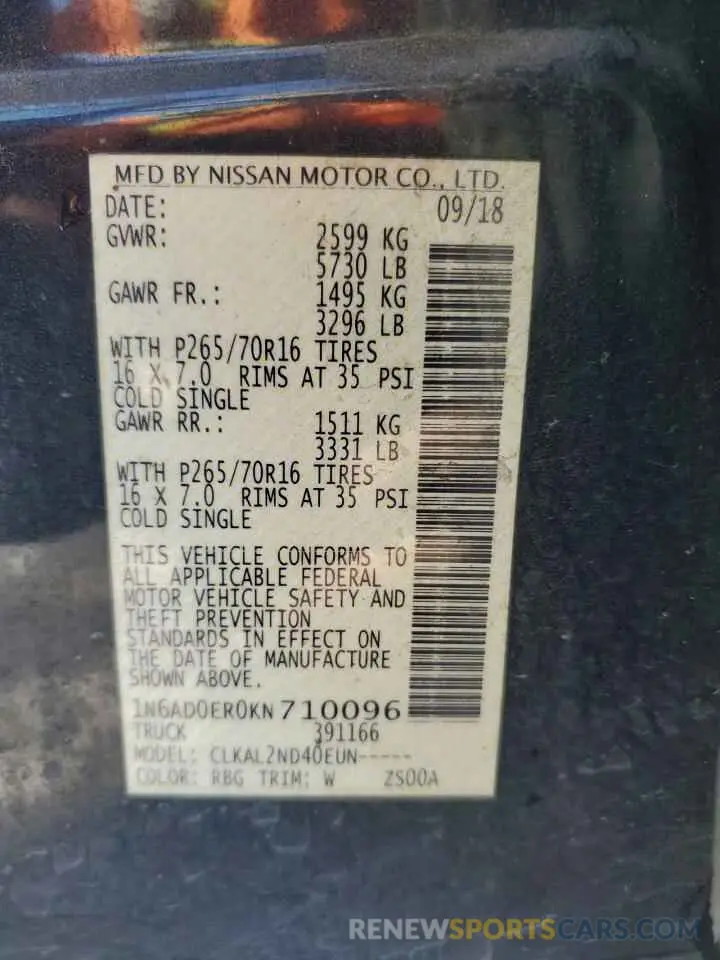 MFD BY NISSAN MOTOR CO., LTD.
DATE: 09/18
GVWR: 2599 KG
5730 LB
GAWR FR.: 1495 KG
3296 LB
WITH P265/70R16 TIRES
16 X 7.0 RIMS AT 35 PSI
COLD SINGLE
GAWR RR.: 1511 KG
3331 LB
WITH P265/70R16 TIRES
16 X 7.0 RIMS AT 35 PSI
COLD SINGLE
THIS VEHICLE CONFORMS TO
ALL APPLICABLE FEDERAL
MOTOR VEHICLE SAFETY AND
THEFT PREVENTION
STANDARDS IN EFFECT ON
THE DATE OF MANUFACTURE
SHOWN ABOVE.
1N6AD0ER0KN710096
TRUCK 391166
MODEL: CLKAL2ND40EUN-----
COLOR: RBG TRIM: W ZS00A
RENEWSPORTSCARS.COM